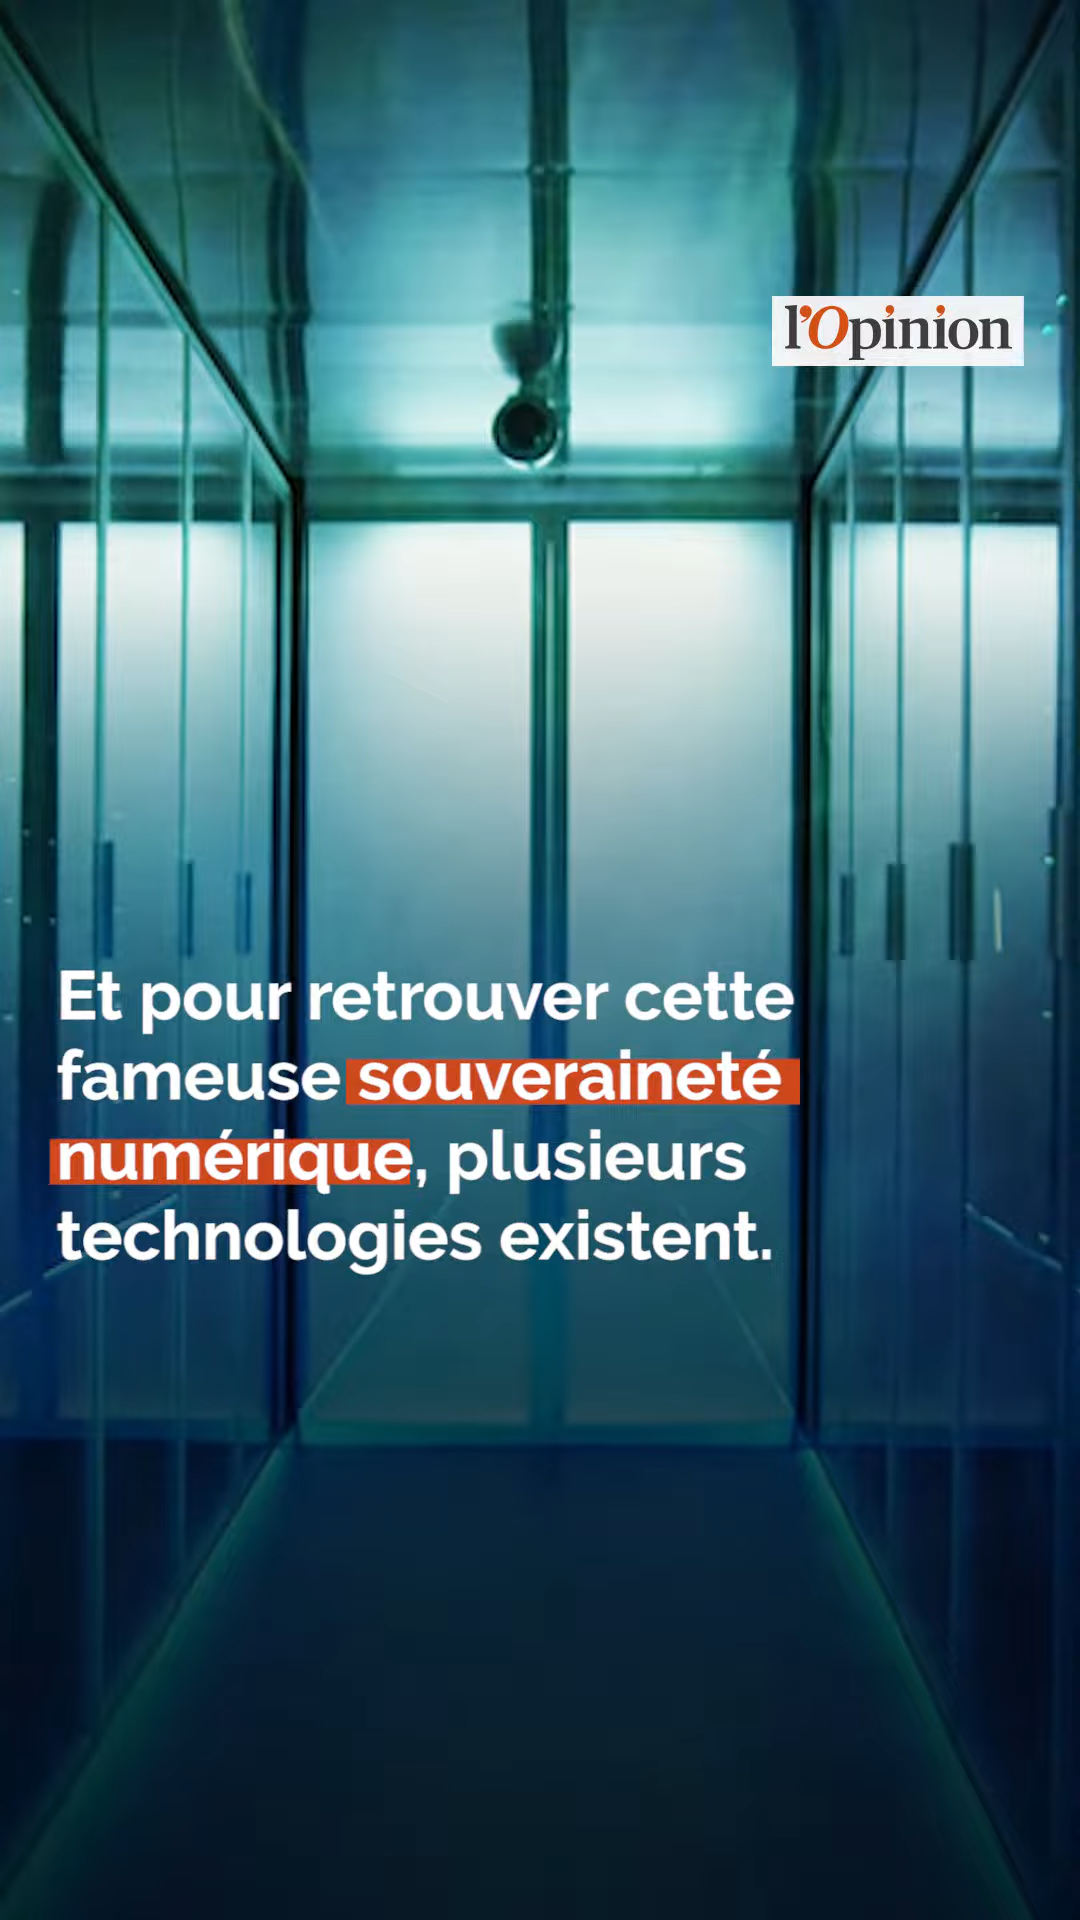 l'Opinion
Et pour retrouver cette
fameuse souveraineté
numérique, plusieurs
technologies existent.